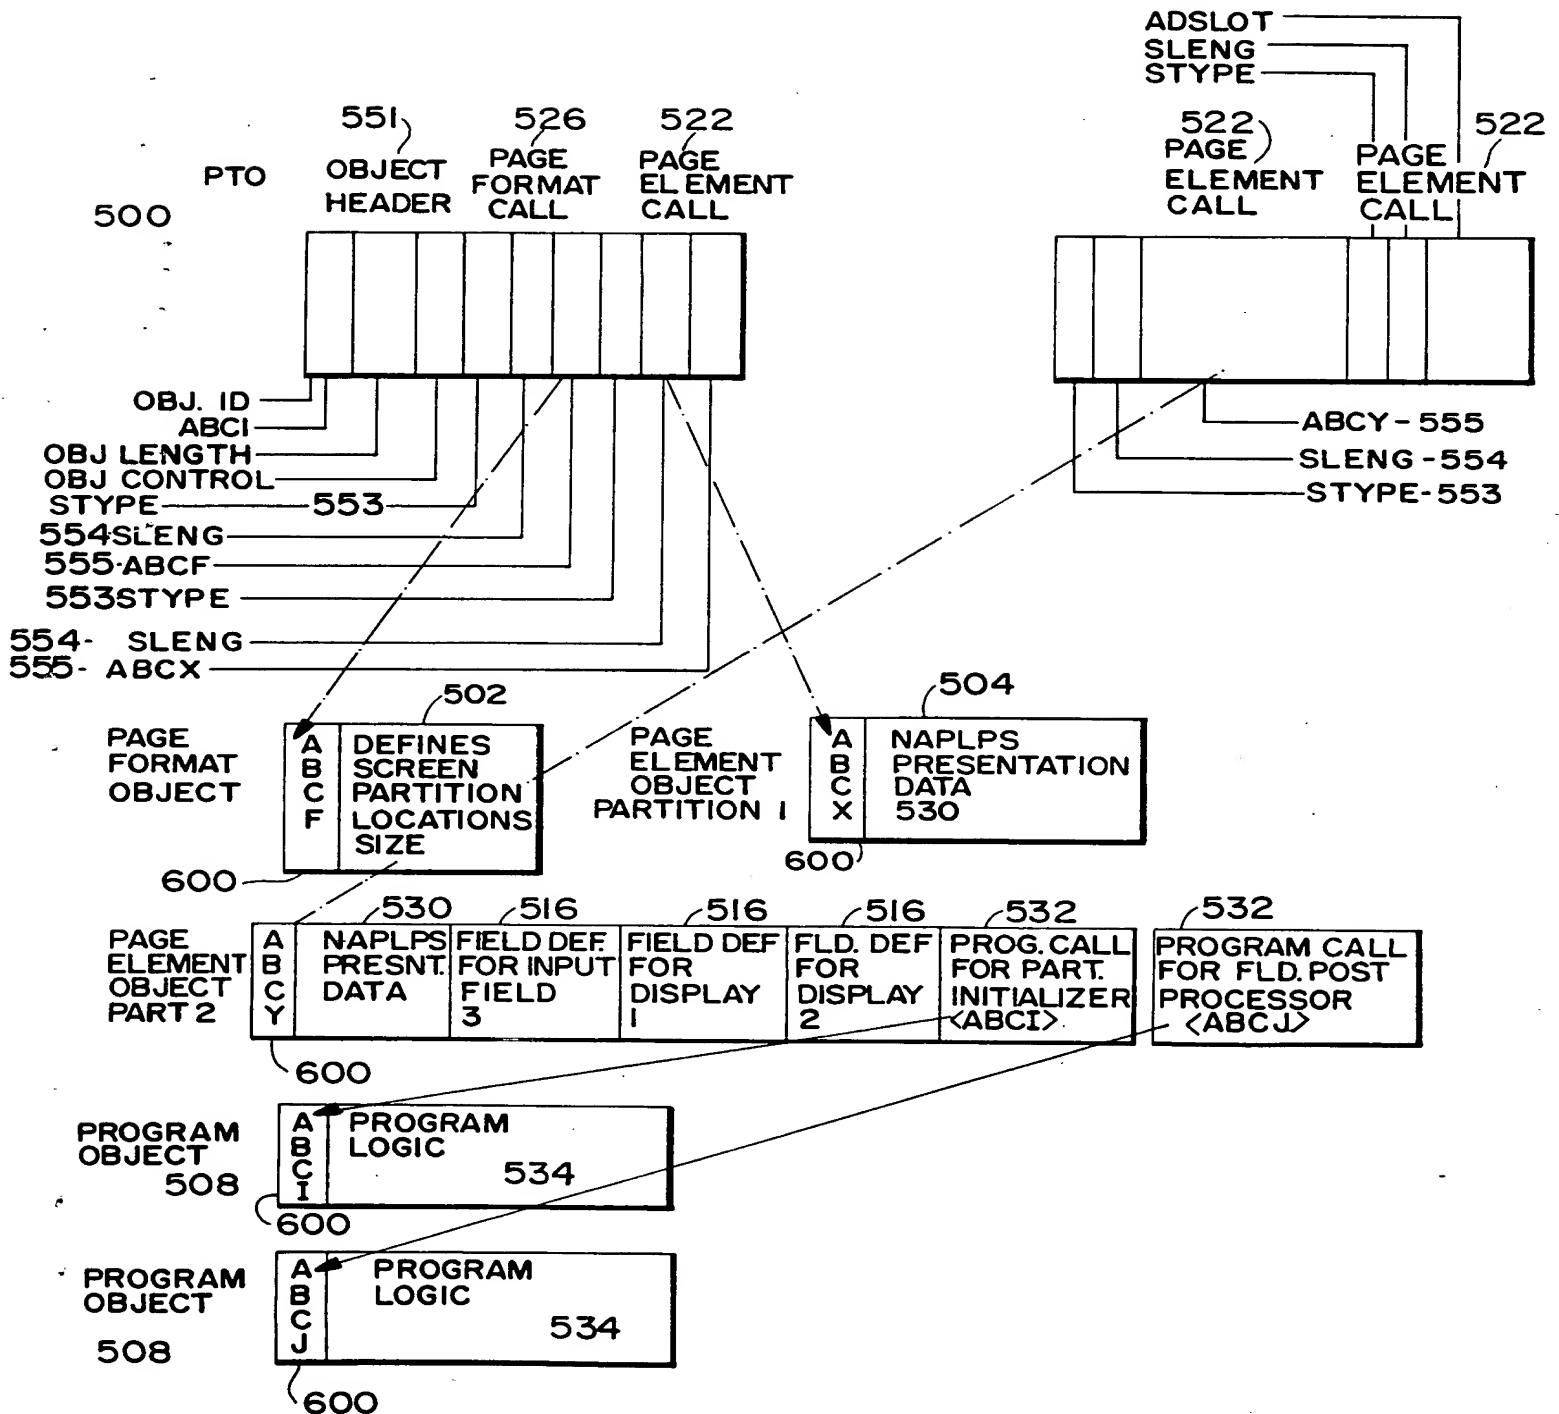 ADSLOT
SLENG
STYPE
551
526
522
522
522
PTO
OBJECT
HEADER
PAGE
FORMAT
CALL
PAGE
ELEMENT
CALL
PAGE
ELEMENT
CALL
PAGE
ELEMENT
CALL
500
OBJ. ID
ABCI
OBJ LENGTH
OBJ CONTROL
STYPE 553
554 SLENG
555-ABCF
553 STYPE
554- SLENG
555- ABCX
ABCY-555
SLENG-554
STYPE-553
PAGE
FORMAT
OBJECT
502
A
B
C
F
DEFINES
SCREEN
PARTITION
LOCATIONS
SIZE
600
PAGE
ELEMENT
OBJECT
PARTITION 1
504
A
B
C
X
NAPLPS
PRESENTATION
DATA
530
600
PAGE
ELEMENT
OBJECT
PART 2
A
B
C
Y
530
NAPLPS
PRESNT.
DATA
516
FIELD DEF.
FOR INPUT
FIELD
3
516
FIELD DEF
FOR
DISPLAY
1
516
FLD. DEF
FOR
DISPLAY
2
532
PROG. CALL
FOR PART.
INITIALIZER
<ABCI>
532
PROGRAM CALL
FOR FLD. POST
PROCESSOR
<ABCJ>
600
PROGRAM
OBJECT
508
A
B
C
I
PROGRAM
LOGIC
534
600
PROGRAM
OBJECT
508
A
B
C
J
PROGRAM
LOGIC
534
600